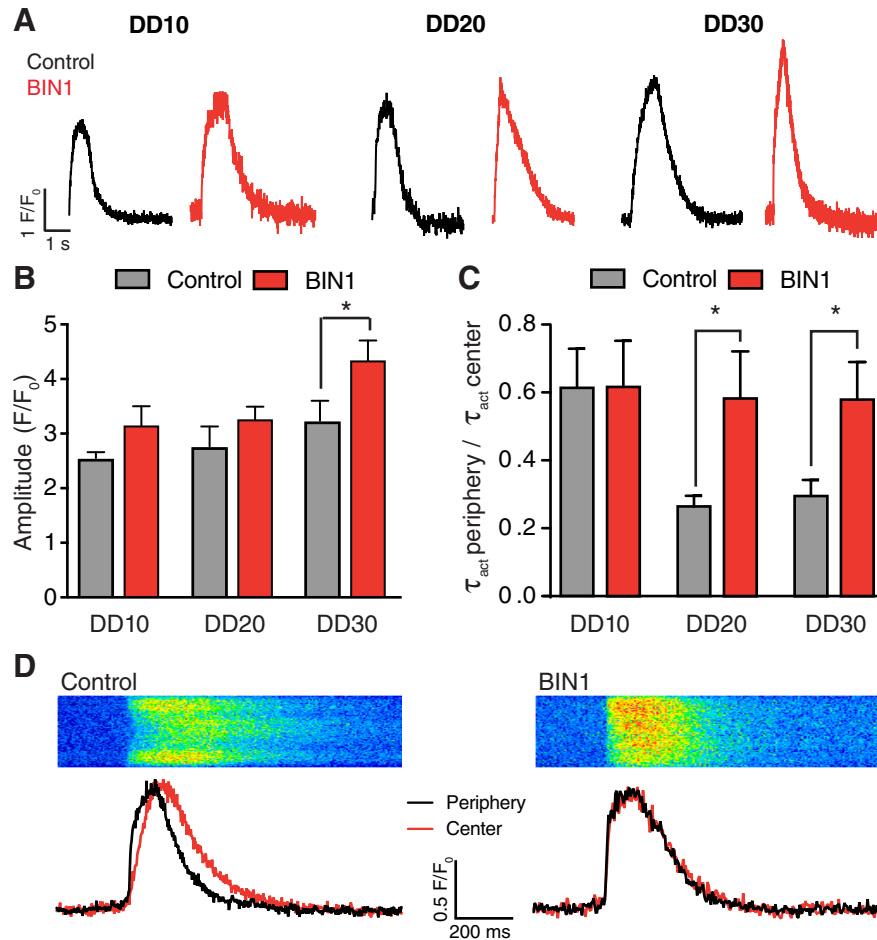 A
DD10 DD20 DD30
Control
BIN1
1 F/F₀
1 s
B
Control BIN1
Amplitude (F/F₀)
5
4
3
2
1
0
*
DD10 DD20 DD30
C
Control BIN1
τact periphery / τact center
0.8
0.6
0.4
0.2
0.0
* *
DD10 DD20 DD30
D
Control BIN1
Periphery
Center
0.5 F/F₀
200 ms